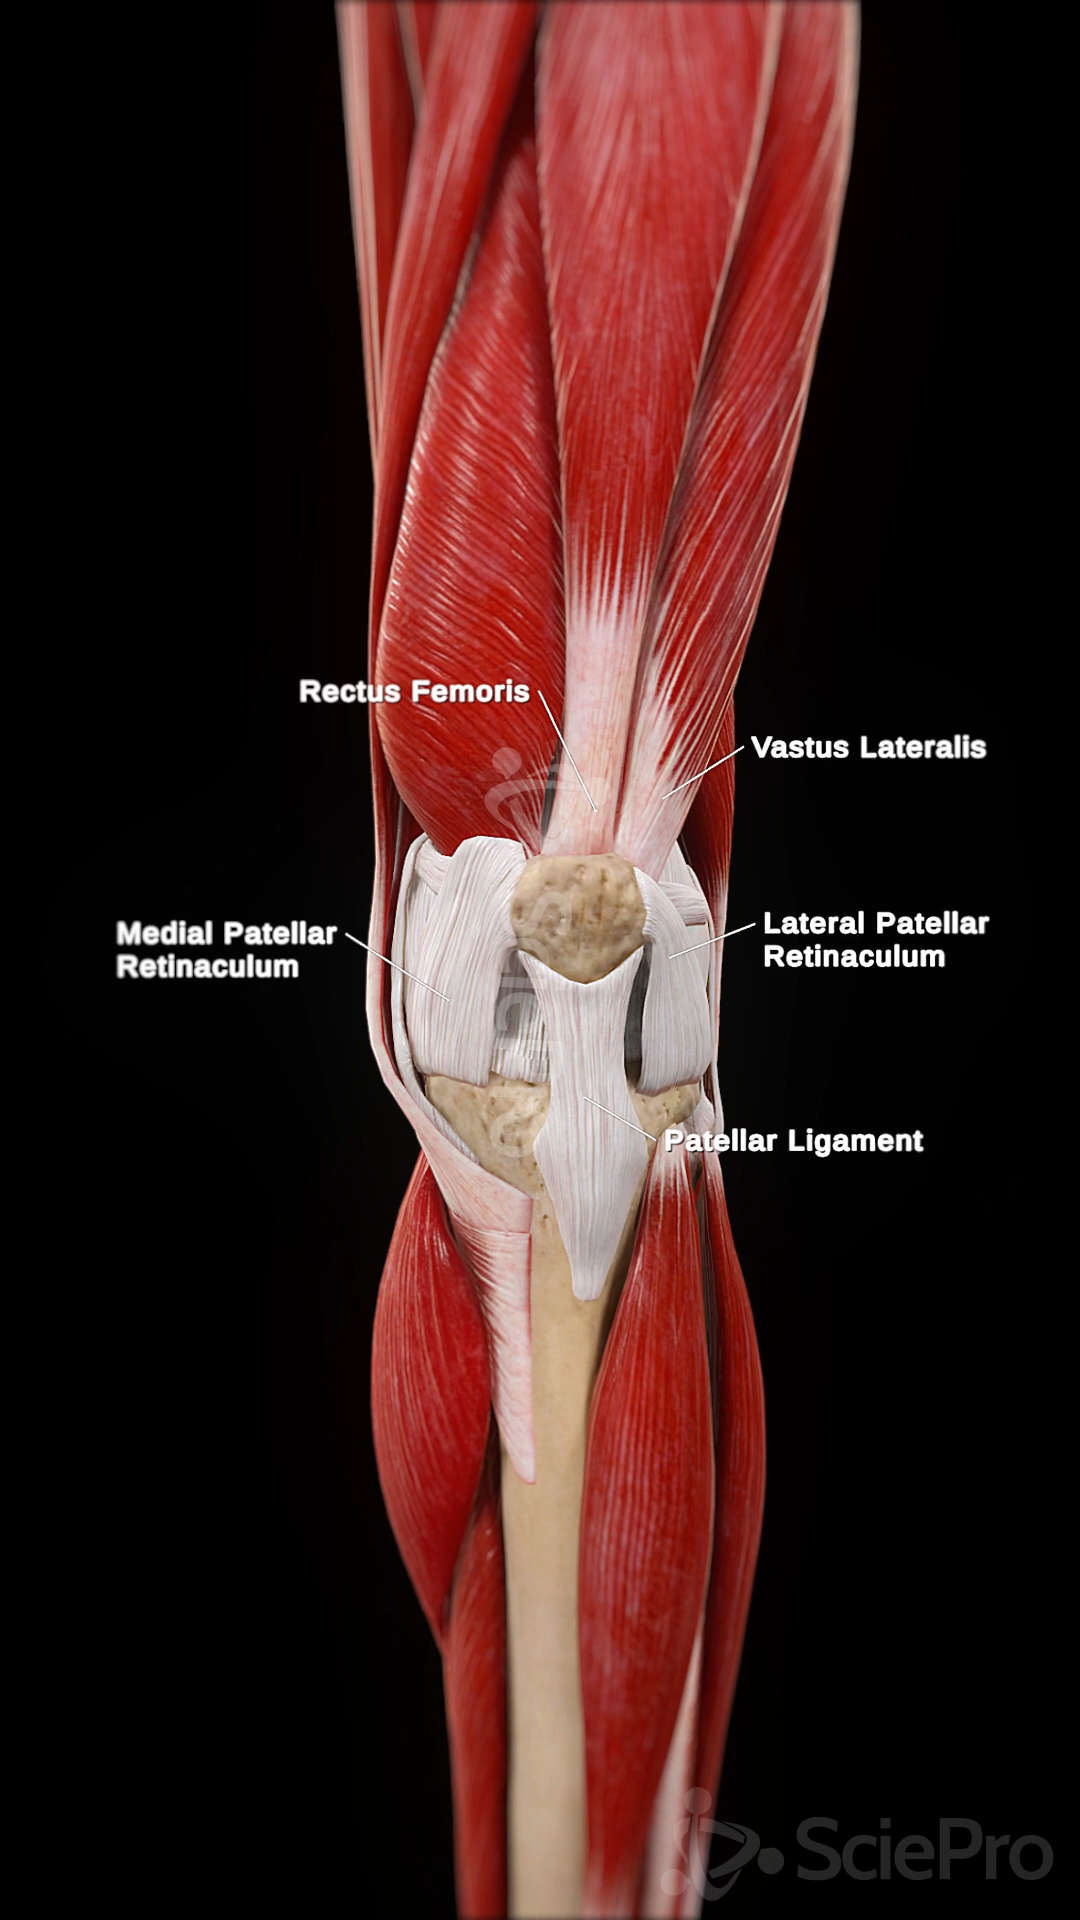 Rectus Femoris
Vastus Lateralis
Medial Patellar
Retinaculum
Lateral Patellar
Retinaculum
Patellar Ligament
SciePro